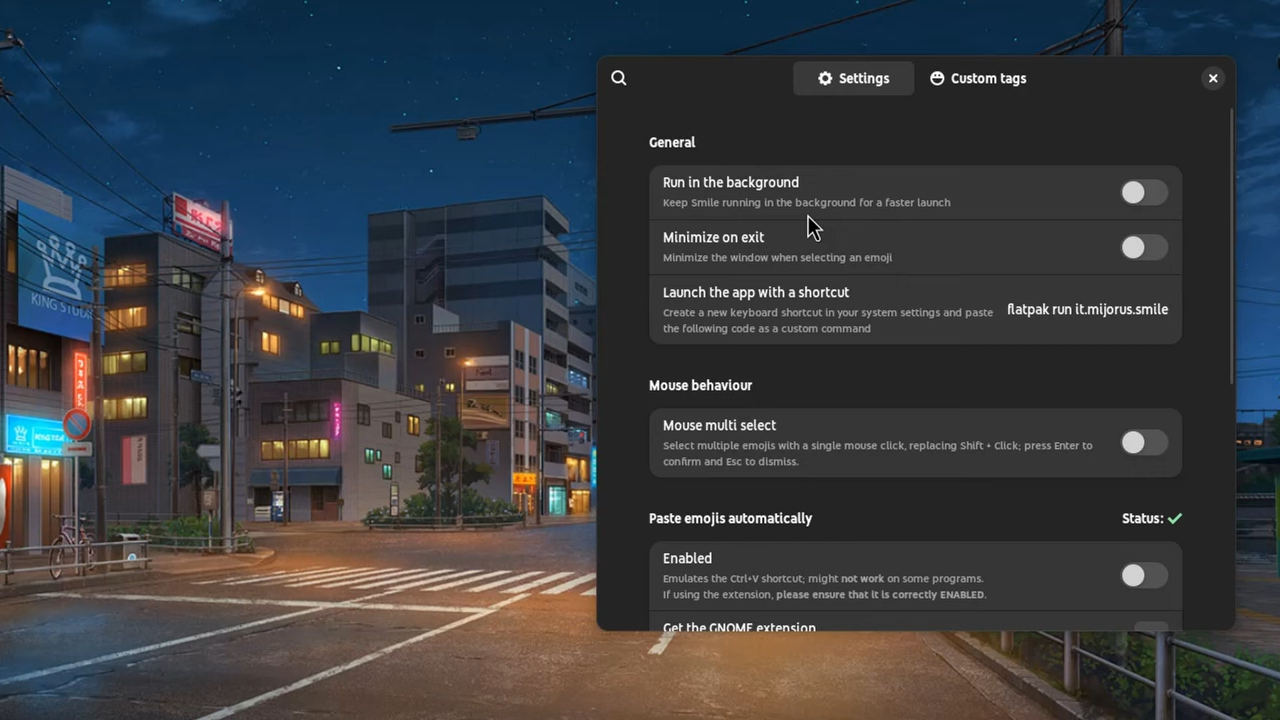 Settings
Custom tags
General
Run in the background
Keep Smile running in the background for a faster launch
Minimize on exit
Minimize the window when selecting an emoji
Launch the app with a shortcut
Create a new keyboard shortcut in your system settings and paste
the following code as a custom command
flatpak run it.mijorus.smile
Mouse behaviour
Mouse multi select
Select multiple emojis with a single mouse click, replacing Shift + Click; press Enter to
confirm and Esc to dismiss.
Paste emojis automatically
Status:
Enabled
Emulates the Ctrl+V shortcut; might not work on some programs.
If using the extension, please ensure that it is correctly ENABLED.
Get the GNOME extension